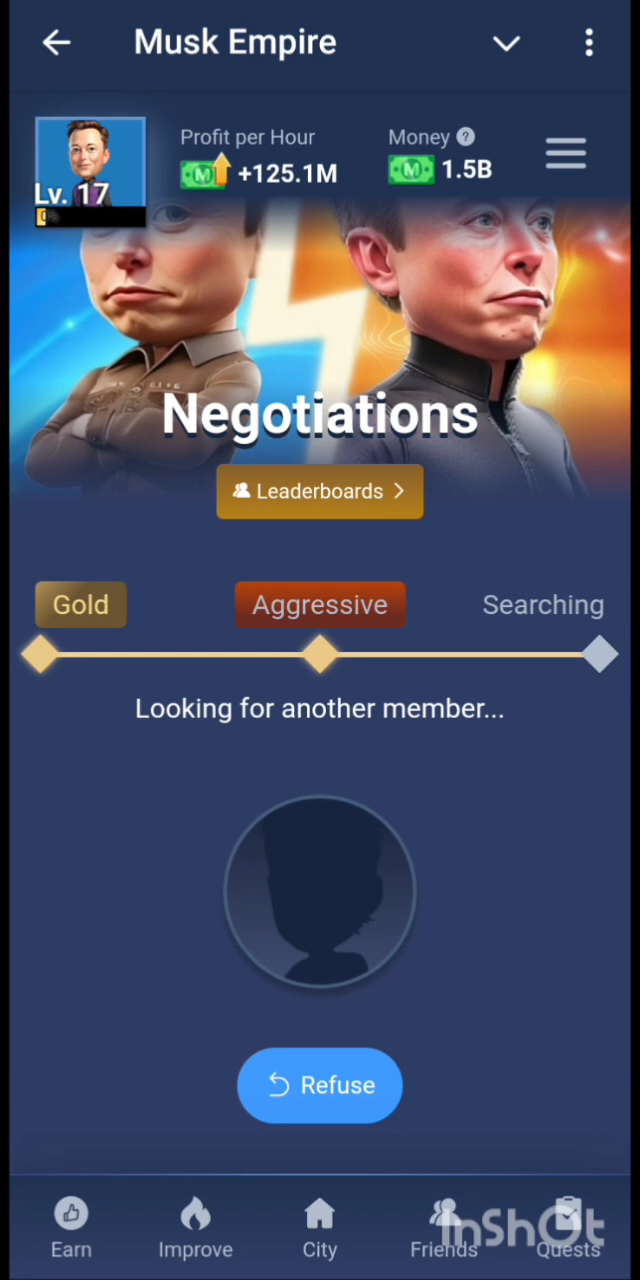 Musk Empire
Profit per Hour
+125.1M
Money ?
1.5B
Lv. 17
Negotiations
Leaderboards >
Gold
Aggressive
Searching
Looking for another member...
Refuse
Earn
Improve
City
Friends
Quests
InShOt